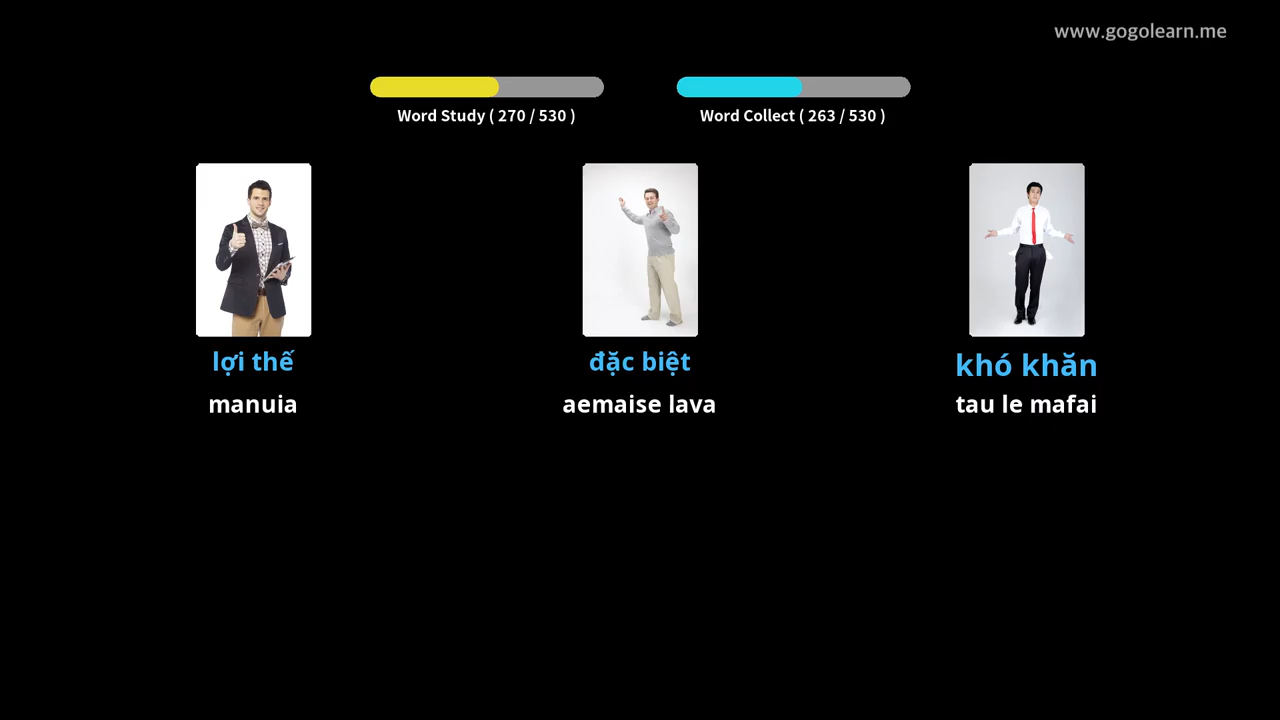 www.gogolearn.me
Word Study ( 270 / 530 )
Word Collect ( 263 / 530 )
lợi thế
manuia
đặc biệt
aemaise lava
khó khăn
tau le mafai